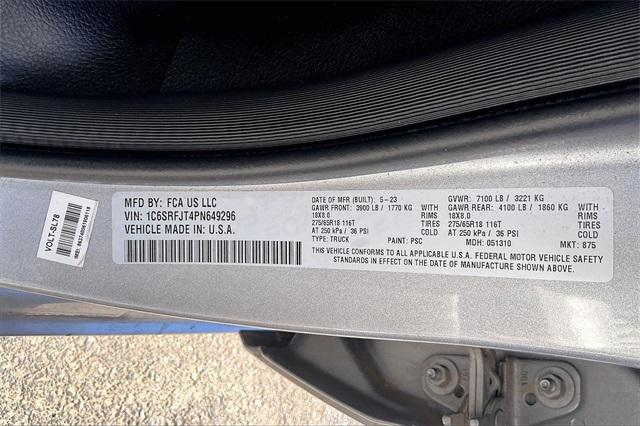 MFD BY: FCA US LLC
VIN: 1C6SRFJT4PN649296
VEHICLE MADE IN: U.S.A.
DATE OF MFR (BUILT): 5-23
GAWR FRONT: 3900 LB / 1770 KG
18X8.0
275/65R18 116T
AT 250 kPa / 36 PSI
TYPE: TRUCK
RIMS
TIRES
COLD
PAINT: PSC
GVWR: 7100 LB / 3221 KG
GAWR REAR: 4100 LB / 1860 KG
18X8.0
275/65R18 116T
AT 250 kPa / 36 PSI
MDH: 051310
RIMS
TIRES
COLD
MKT: 875
THIS VEHICLE CONFORMS TO ALL APPLICABLE U.S.A. FEDERAL MOTOR VEHICLE SAFETY
STANDARDS IN EFFECT ON THE DATE OF MANUFACTURE SHOWN ABOVE.
VOLT-SL78